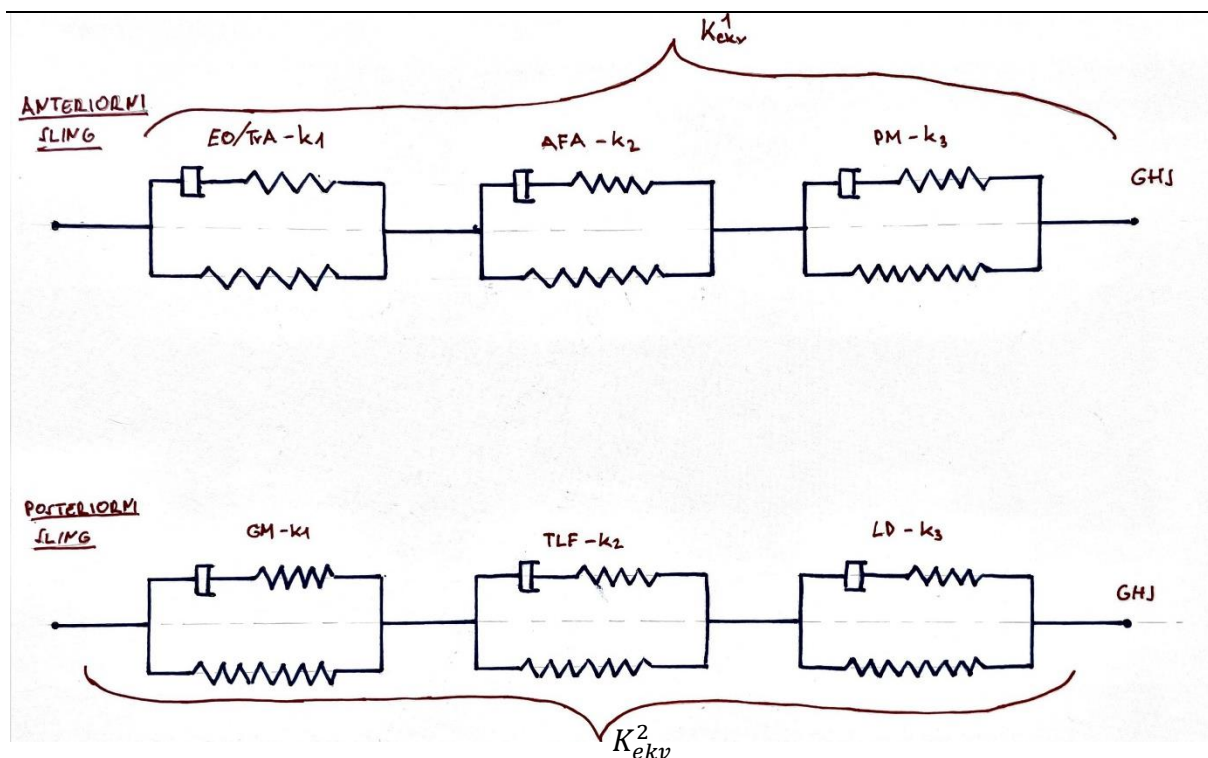 K¹ekv
ANTERIORNI
SLING
EO/TrA - k1
AFA - k2
PM - k3
GHJ
POSTERIORNI
SLING
GM - k1
TLF - k2
LD - k3
GHJ
K²ekv